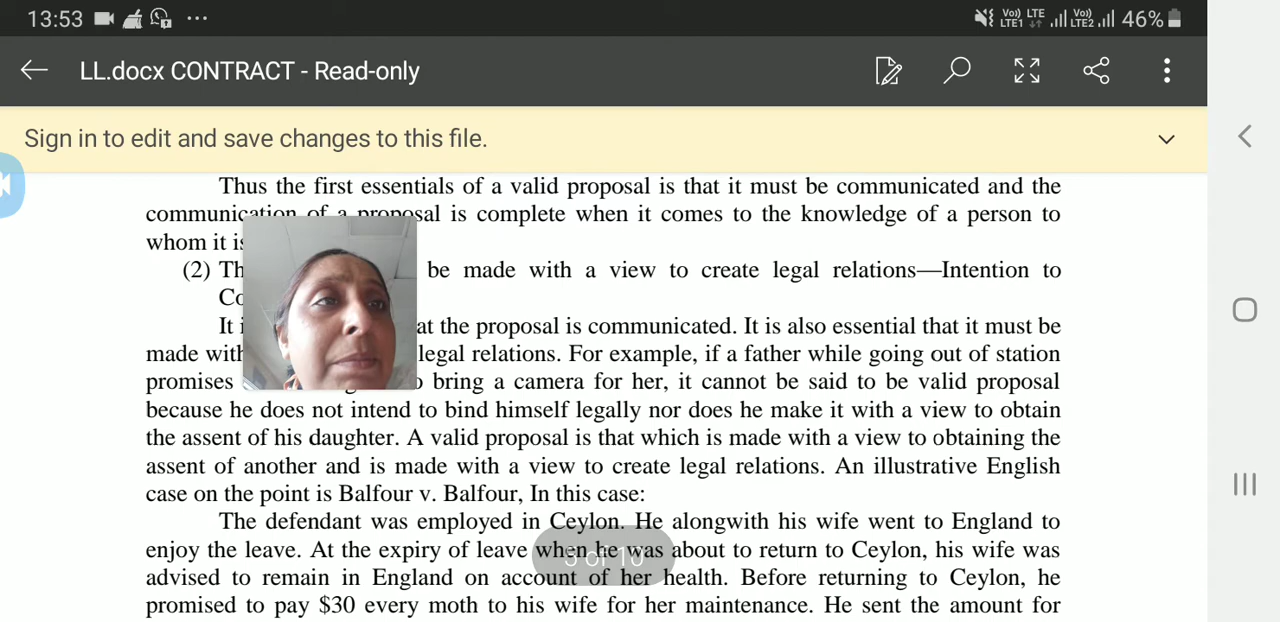 13:53 ... Vo)) LTE1 LTE Vo)) LTE2 46%
LL.docx CONTRACT - Read-only
Sign in to edit and save changes to this file.
Thus the first essentials of a valid proposal is that it must be communicated and the
communication of a proposal is complete when it comes to the knowledge of a person to
whom it is
(2) Th be made with a view to create legal relations—Intention to
Co
It i at the proposal is communicated. It is also essential that it must be
made with legal relations. For example, if a father while going out of station
promises bring a camera for her, it cannot be said to be valid proposal
because he does not intend to bind himself legally nor does he make it with a view to obtain
the assent of his daughter. A valid proposal is that which is made with a view to obtaining the
assent of another and is made with a view to create legal relations. An illustrative English
case on the point is Balfour v. Balfour, In this case:
The defendant was employed in Ceylon. He alongwith his wife went to England to
enjoy the leave. At the expiry of leave when he was about to return to Ceylon, his wife was
5 of 10
advised to remain in England on account of her health. Before returning to Ceylon, he
promised to pay $30 every moth to his wife for her maintenance. He sent the amount for